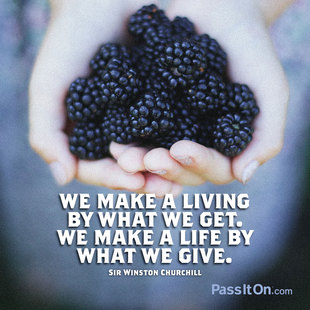 WE MAKE A LIVING
BY WHAT WE GET.
WE MAKE A LIFE BY
WHAT WE GIVE.
SIR WINSTON CHURCHILL
PassItOn.com